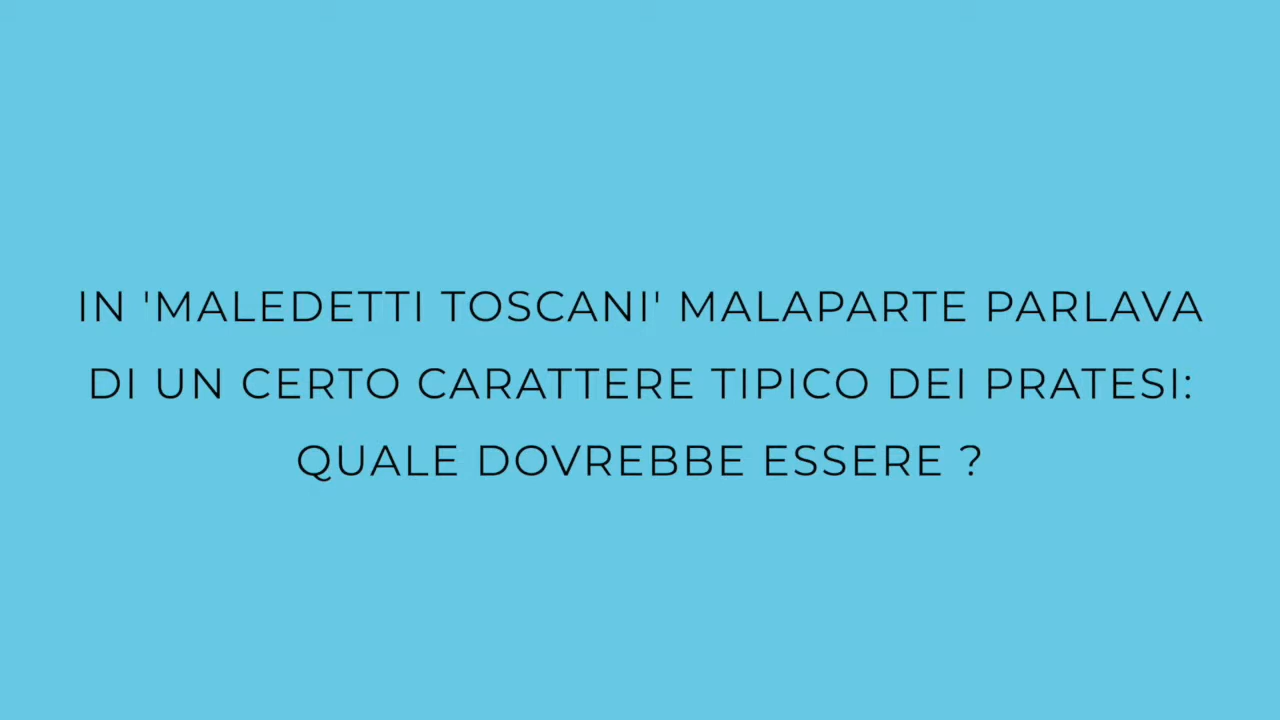 IN 'MALEDETTI TOSCANI' MALAPARTE PARLAVA
DI UN CERTO CARATTERE TIPICO DEI PRATESI:
QUALE DOVREBBE ESSERE ?